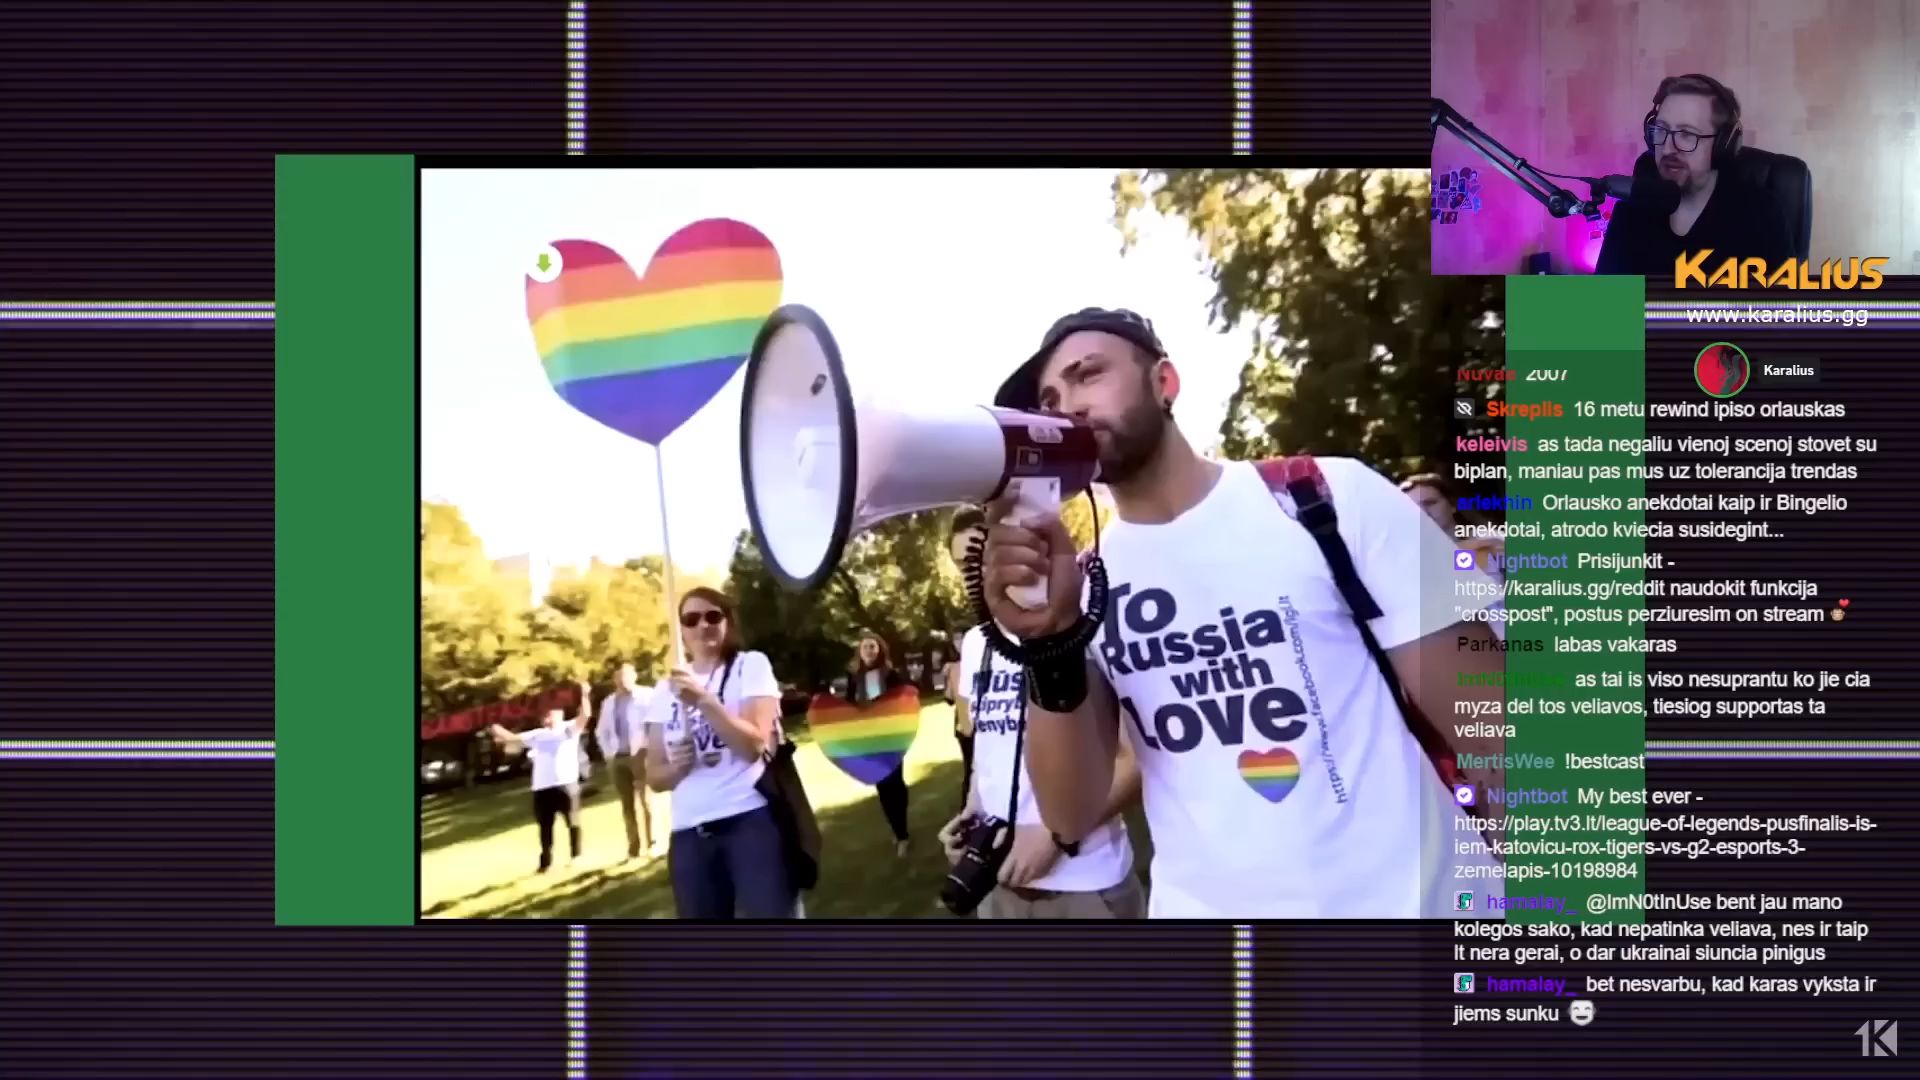 KARALIUS
www.karalius.gg
Karalius
Nuvas 2007
Skreplis 16 metu rewind ipiso orlauskas
keleivis as tada negaliu vienoj scenoj stovet su
biplan, maniau pas mus uz tolerancija trendas
arlekhin Orlausko anekdotai kaip ir Bingelio
anekdotai, atrodo kviecia susidegint...
Nightbot Prisijunkit -
https://karalius.gg/reddit naudokit funkcija
"crosspost", postus perziuresim on stream
Parkanas labas vakaras
ImN0tInUse as tai is viso nesuprantu ko jie cia
myza del tos veliavos, tiesiog supportas ta
veliava
MertisWee !bestcast
Nightbot My best ever -
https://play.tv3.lt/league-of-legends-pusfinalis-is-
iem-katovicu-rox-tigers-vs-g2-esports-3-
zemelapis-10198984
hamalay_ @ImN0tInUse bent jau mano
kolegos sako, kad nepatinka veliava, nes ir taip
lt nera gerai, o dar ukrainai siuncia pinigus
hamalay_ bet nesvarbu, kad karas vyksta ir
jiems sunku
To
Russia
with
Love
https://www.facebook.com/lgl.lt
1K